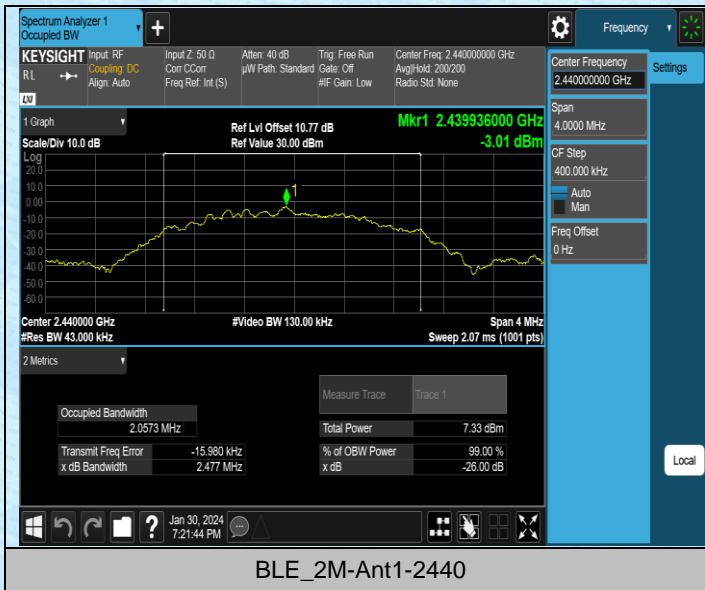 Spectrum Analyzer 1
Occupied BW
Frequency
KEYSIGHT
RL
LXI
Input: RF
Coupling: DC
Align: Auto
Input Z: 50 Ω
Corr CCorr
Freq Ref: Int (S)
Atten: 40 dB
µW Path: Standard
Trig: Free Run
Gate: Off
#IF Gain: Low
Center Freq: 2.440000000 GHz
Avg|Hold: 200/200
Radio Std: None
Center Frequency
2.440000000 GHz
Settings
Span
4.0000 MHz
CF Step
400.000 kHz
Auto
Man
Freq Offset
0 Hz
1 Graph
Scale/Div 10.0 dB
Ref Lvl Offset 10.77 dB
Ref Value 30.00 dBm
Mkr1 2.439936000 GHz
-3.01 dBm
Log
20.0
10.0
0.00
-10.0
-20.0
-30.0
-40.0
-50.0
-60.0
1
Center 2.440000 GHz
#Res BW 43.000 kHz
#Video BW 130.00 kHz
Span 4 MHz
Sweep 2.07 ms (1001 pts)
2 Metrics
Measure Trace Trace 1
Occupied Bandwidth
2.0573 MHz
Total Power 7.33 dBm
Transmit Freq Error -15.980 kHz
% of OBW Power 99.00 %
x dB Bandwidth 2.477 MHz
x dB -26.00 dB
Local
?
Jan 30, 2024
7:21:44 PM
BLE_2M-Ant1-2440